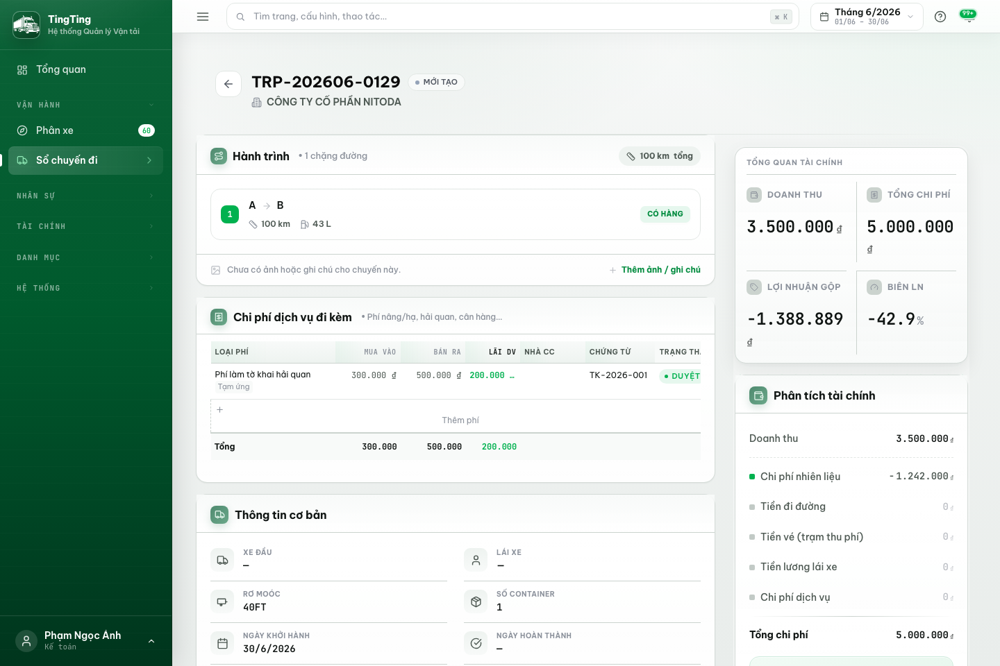 TingTing
Hệ thống Quản lý Vận tải
Tổng quan
VẬN HÀNH
Phân xe 60
Sổ chuyến đi
NHÂN SỰ
TÀI CHÍNH
DANH MỤC
HỆ THỐNG
Phạm Ngọc Ánh
Kế toán
Tìm trang, cấu hình, thao tác...
⌘ K
Tháng 6/2026
01/06 – 30/06
99+
TRP-202606-0129 MỚI TẠO
CÔNG TY CỔ PHẦN NITODA
Hành trình • 1 chặng đường 100 km tổng
1 A → B
100 km 43 L
CÓ HÀNG
Chưa có ảnh hoặc ghi chú cho chuyến này. + Thêm ảnh / ghi chú
Chi phí dịch vụ đi kèm • Phí nâng/hạ, hải quan, cân hàng...
LOẠI PHÍ MUA VÀO BÁN RA LÃI DV NHÀ CC CHỨNG TỪ TRẠNG TH
Phí làm tờ khai hải quan 300.000 ₫ 500.000 ₫ 200.000 … TK-2026-001 DUYỆT
Tạm ứng
+
Thêm phí
Tổng 300.000 500.000 200.000
Thông tin cơ bản
XE ĐẦU
—
LÁI XE
—
RƠ MOÓC
40FT
SỐ CONTAINER
1
NGÀY KHỞI HÀNH
30/6/2026
NGÀY HOÀN THÀNH
—
TỔNG QUAN TÀI CHÍNH
DOANH THU
3.500.000 ₫
TỔNG CHI PHÍ
5.000.000
₫
LỢI NHUẬN GỘP
-1.388.889
₫
BIÊN LN
-42.9%
Phân tích tài chính
Doanh thu 3.500.000 ₫
Chi phí nhiên liệu -1.242.000 ₫
Tiền đi đường 0 ₫
Tiền vé (trạm thu phí) 0 ₫
Tiền lương lái xe 0 ₫
Chi phí dịch vụ 0 ₫
Tổng chi phí 5.000.000 ₫